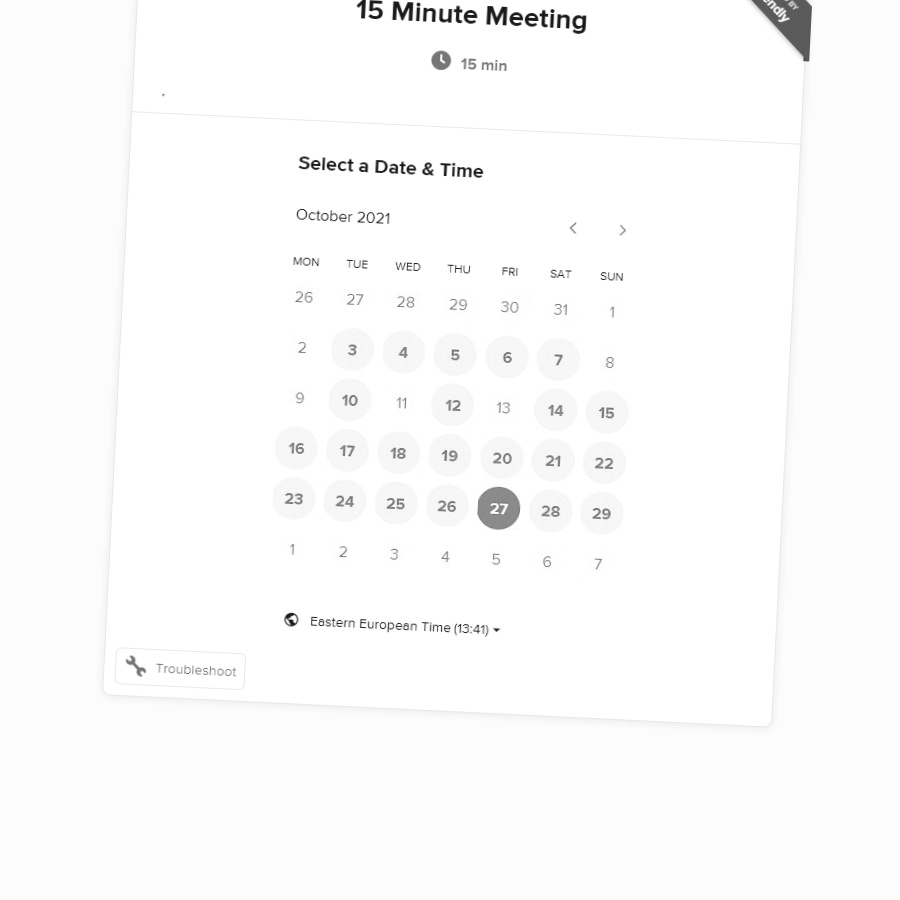 15 Minute Meeting
BY
endly
15 min
Select a Date & Time
October 2021
MON TUE WED THU FRI SAT SUN
26 27 28 29 30 31 1
2 3 4 5 6 7 8
9 10 11 12 13 14 15
16 17 18 19 20 21 22
23 24 25 26 27 28 29
1 2 3 4 5 6 7
Eastern European Time (13:41)
Troubleshoot